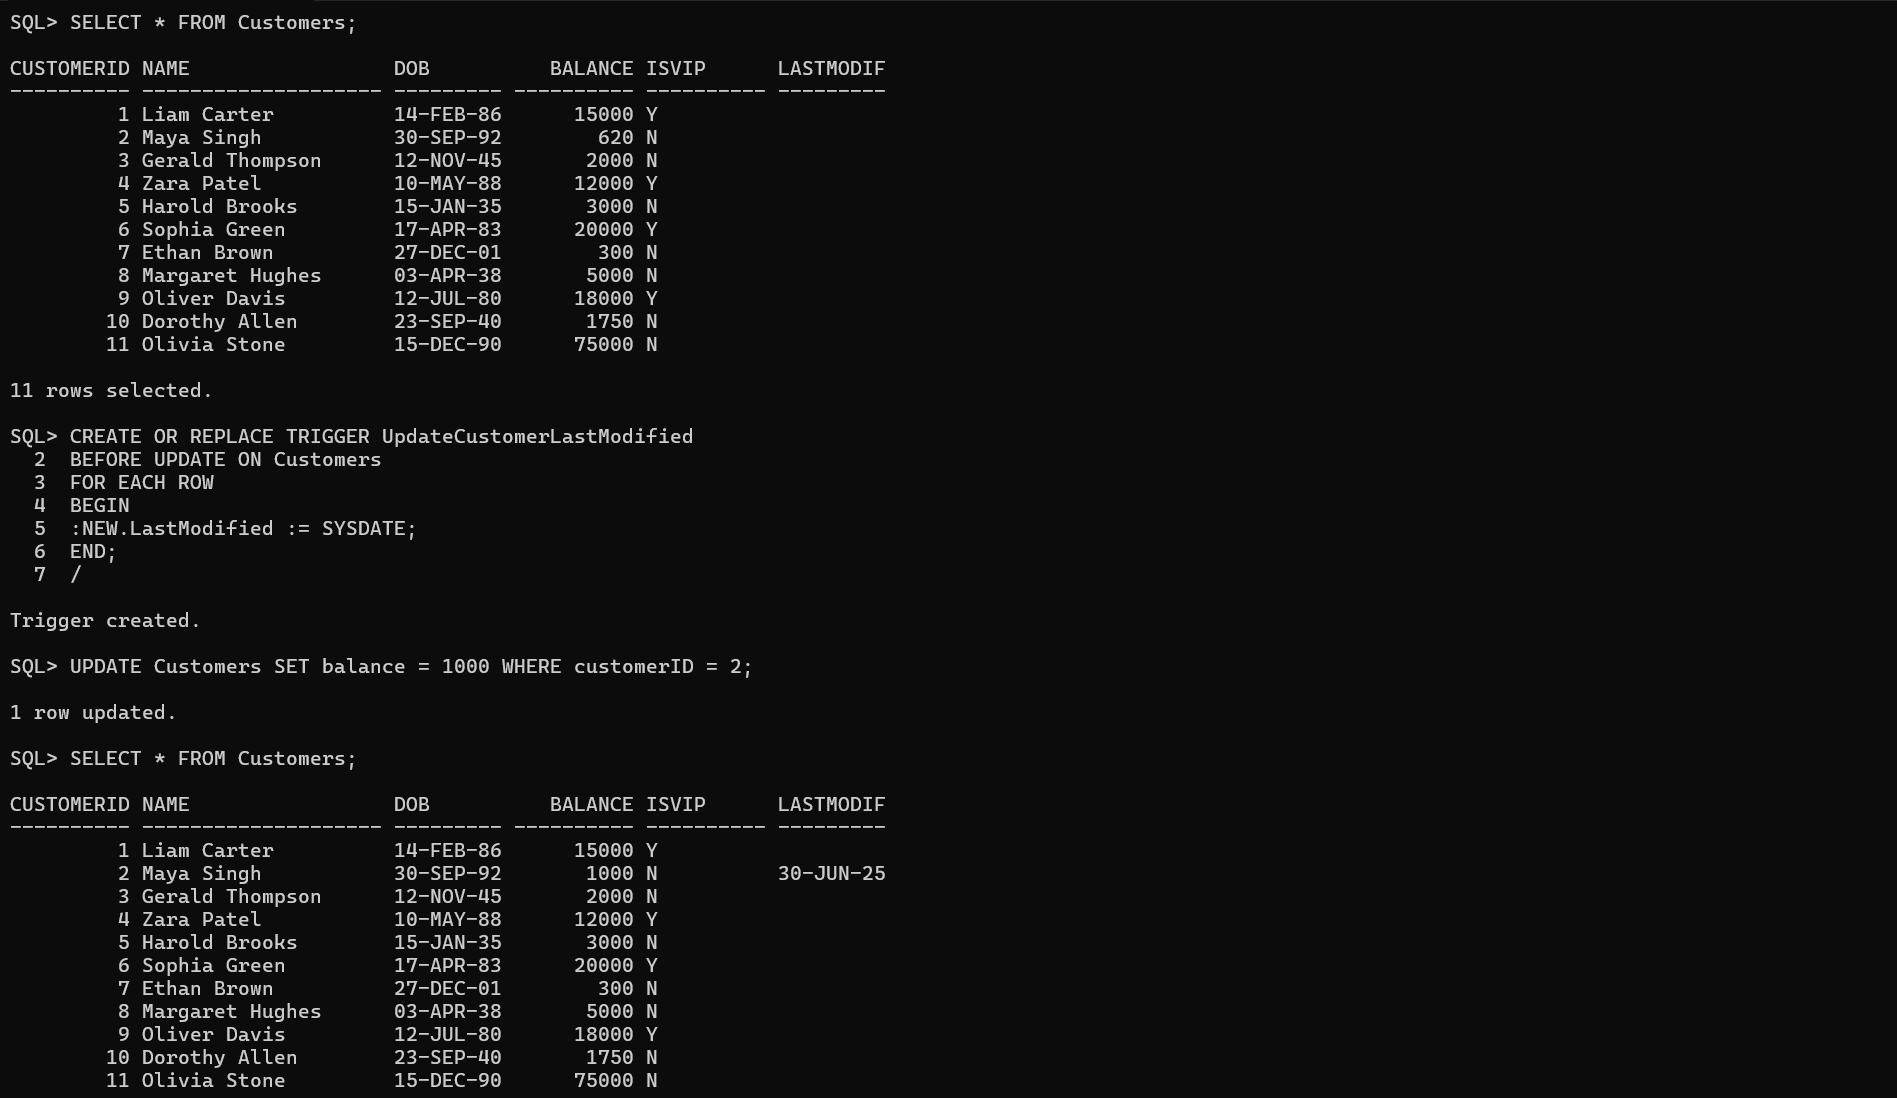 SQL> SELECT * FROM Customers;
CUSTOMERID NAME                 DOB          BALANCE ISVIP      LASTMODIF
---------- -------------------- --------- ---------- ---------- ---------
         1 Liam Carter          14-FEB-86      15000 Y
         2 Maya Singh           30-SEP-92        620 N
         3 Gerald Thompson      12-NOV-45       2000 N
         4 Zara Patel           10-MAY-88      12000 Y
         5 Harold Brooks        15-JAN-35       3000 N
         6 Sophia Green         17-APR-83      20000 Y
         7 Ethan Brown          27-DEC-01        300 N
         8 Margaret Hughes      03-APR-38       5000 N
         9 Oliver Davis         12-JUL-80      18000 Y
        10 Dorothy Allen        23-SEP-40       1750 N
        11 Olivia Stone         15-DEC-90      75000 N
11 rows selected.
SQL> CREATE OR REPLACE TRIGGER UpdateCustomerLastModified
  2  BEFORE UPDATE ON Customers
  3  FOR EACH ROW
  4  BEGIN
  5  :NEW.LastModified := SYSDATE;
  6  END;
  7  /
Trigger created.
SQL> UPDATE Customers SET balance = 1000 WHERE customerID = 2;
1 row updated.
SQL> SELECT * FROM Customers;
CUSTOMERID NAME                 DOB          BALANCE ISVIP      LASTMODIF
---------- -------------------- --------- ---------- ---------- ---------
         1 Liam Carter          14-FEB-86      15000 Y
         2 Maya Singh           30-SEP-92       1000 N          30-JUN-25
         3 Gerald Thompson      12-NOV-45       2000 N
         4 Zara Patel           10-MAY-88      12000 Y
         5 Harold Brooks        15-JAN-35       3000 N
         6 Sophia Green         17-APR-83      20000 Y
         7 Ethan Brown          27-DEC-01        300 N
         8 Margaret Hughes      03-APR-38       5000 N
         9 Oliver Davis         12-JUL-80      18000 Y
        10 Dorothy Allen        23-SEP-40       1750 N
        11 Olivia Stone         15-DEC-90      75000 N